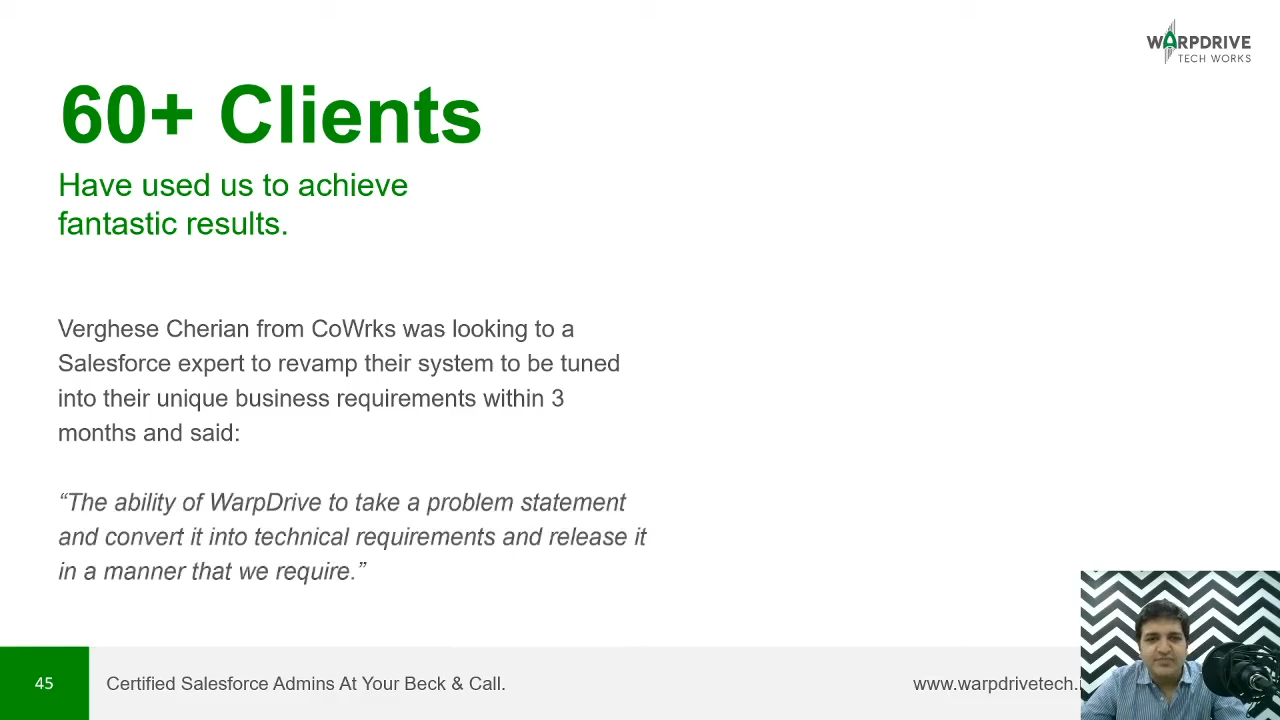 WARPDRIVE
TECH WORKS
60+ Clients
Have used us to achieve
fantastic results.
Verghese Cherian from CoWrks was looking to a
Salesforce expert to revamp their system to be tuned
into their unique business requirements within 3
months and said:
“The ability of WarpDrive to take a problem statement
and convert it into technical requirements and release it
in a manner that we require.”
45
Certified Salesforce Admins At Your Beck & Call.
www.warpdrivetech.